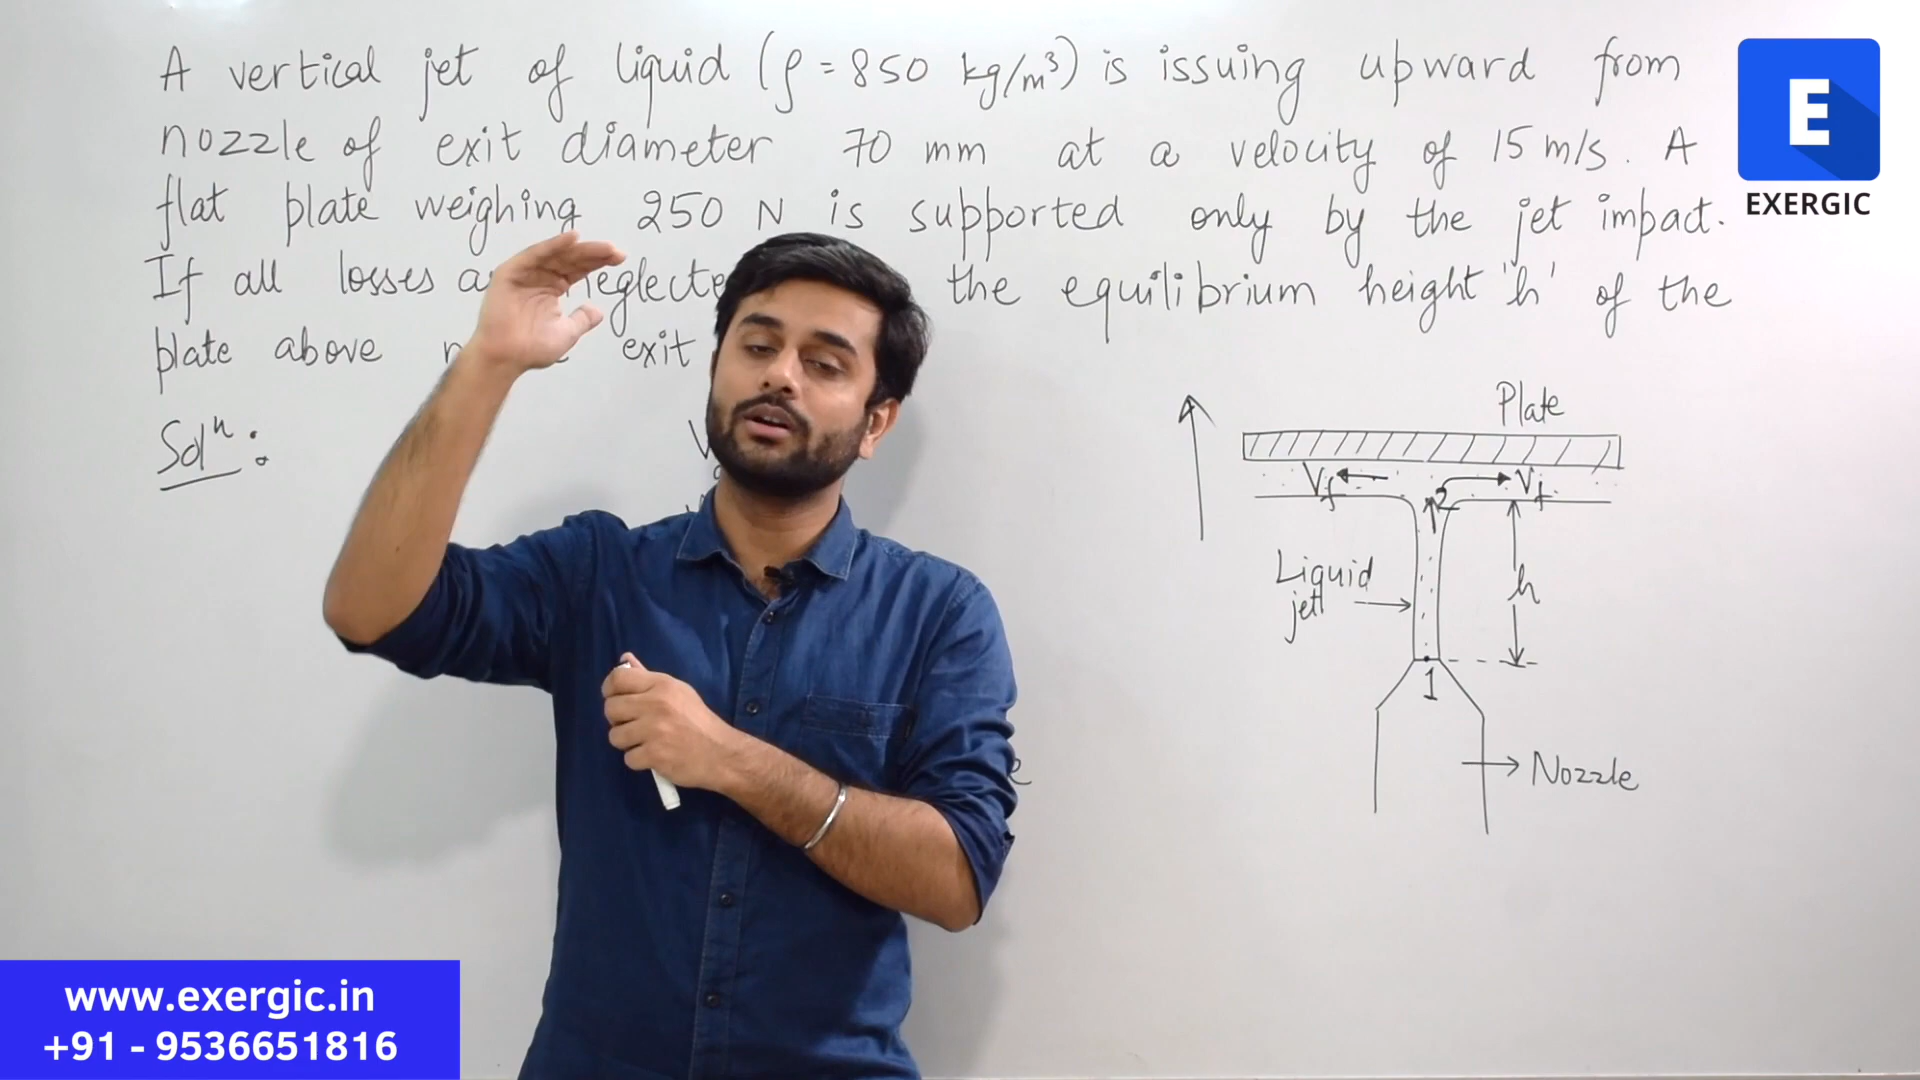 A vertical jet of liquid (ρ = 850 kg/m³) is issuing upward from
nozzle of exit diameter 70 mm at a velocity of 15 m/s. A
flat plate weighing 250 N is supported only by the jet impact.
If all losses neglecte the equilibrium height 'h' of the
plate above exit
Solⁿ :
E
EXERGIC
Plate
Vf
2
Vf
Liquid
jet
h
1
Nozzle
www.exergic.in
+91 - 9536651816